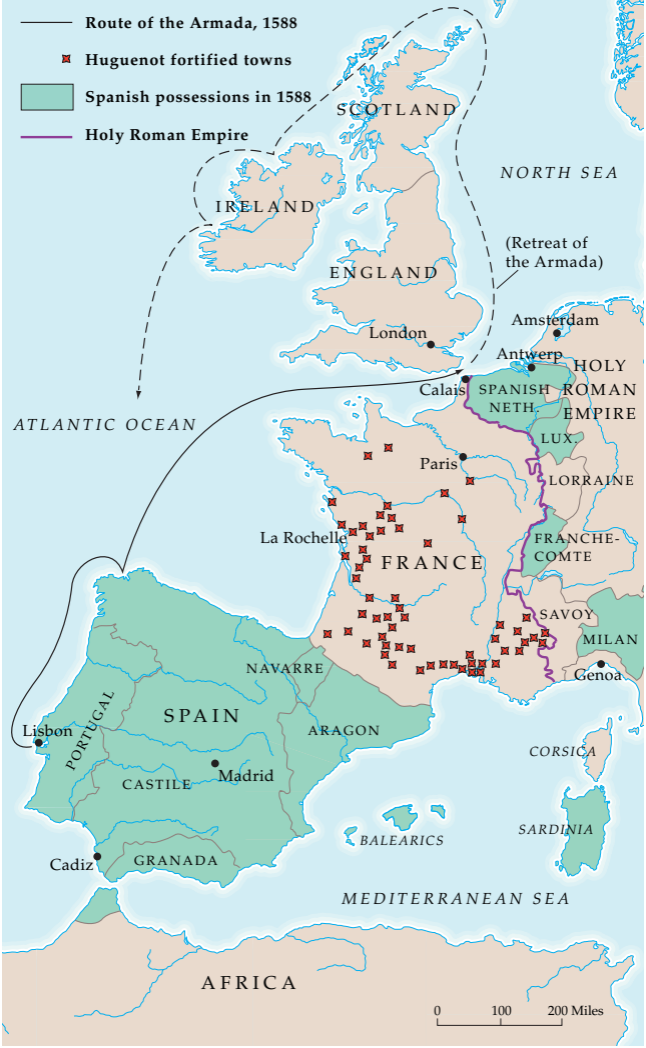 Route of the Armada, 1588
Huguenot fortified towns
Spanish possessions in 1588
Holy Roman Empire
SCOTLAND
NORTH SEA
IRELAND
(Retreat of
the Armada)
ENGLAND
Amsterdam
London
Antwerp
HOLY
ROMAN
EMPIRE
Calais
SPANISH
NETH.
ATLANTIC OCEAN
LUX.
Paris
LORRAINE
La Rochelle
FRANCHE-
COMTE
FRANCE
SAVOY
MILAN
NAVARRE
Genoa
PORTUGAL
SPAIN
Lisbon
ARAGON
CORSICA
Madrid
CASTILE
SARDINIA
BALEARICS
Cadiz
GRANADA
MEDITERRANEAN SEA
AFRICA
0 100 200 Miles